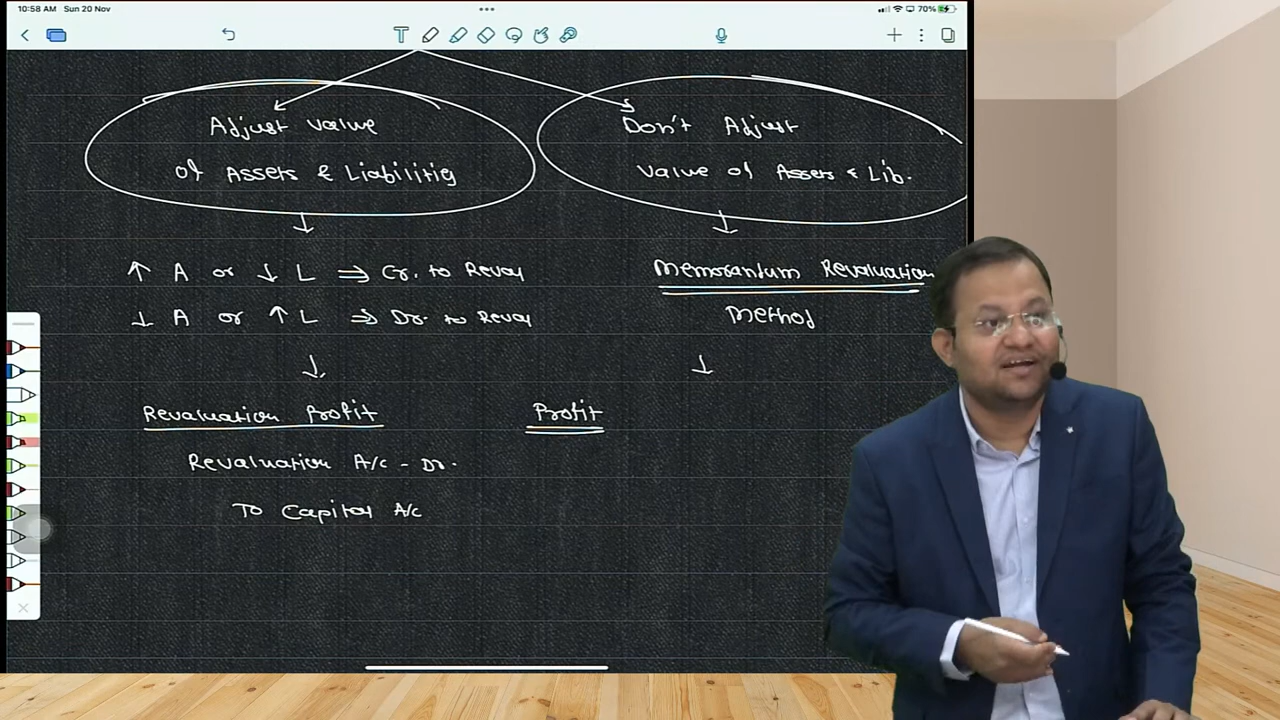 10:58 AM Sun 20 Nov
70%
Adjust value
of Assets & Liabilities
Don't Adjust
value of Assets & Lib.
↑ A or ↓ L ⇒ Cr. to Reval
↓ A or ↑ L ⇒ Dr. to Reval
Memorandum Revaluation
Method
Revaluation Profit
Profit
Revaluation A/c - Dr.
To Capital A/c